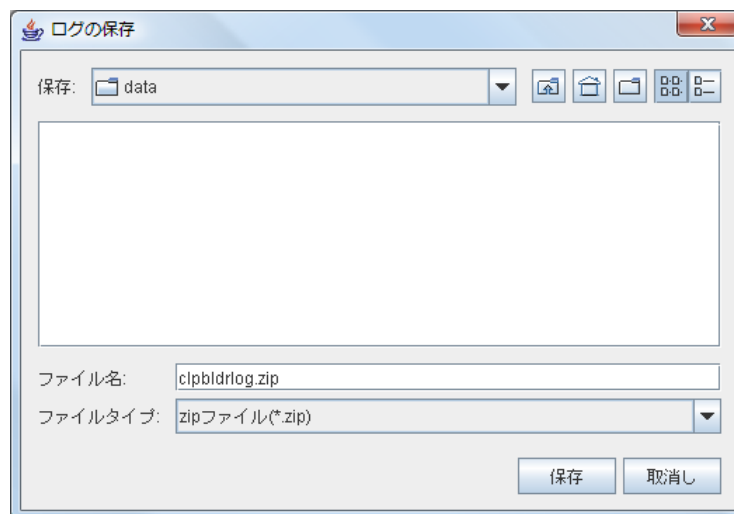 ログの保存
保存: data
ファイル名: clpbldrlog.zip
ファイルタイプ: zipファイル(*.zip)
保存 取消し